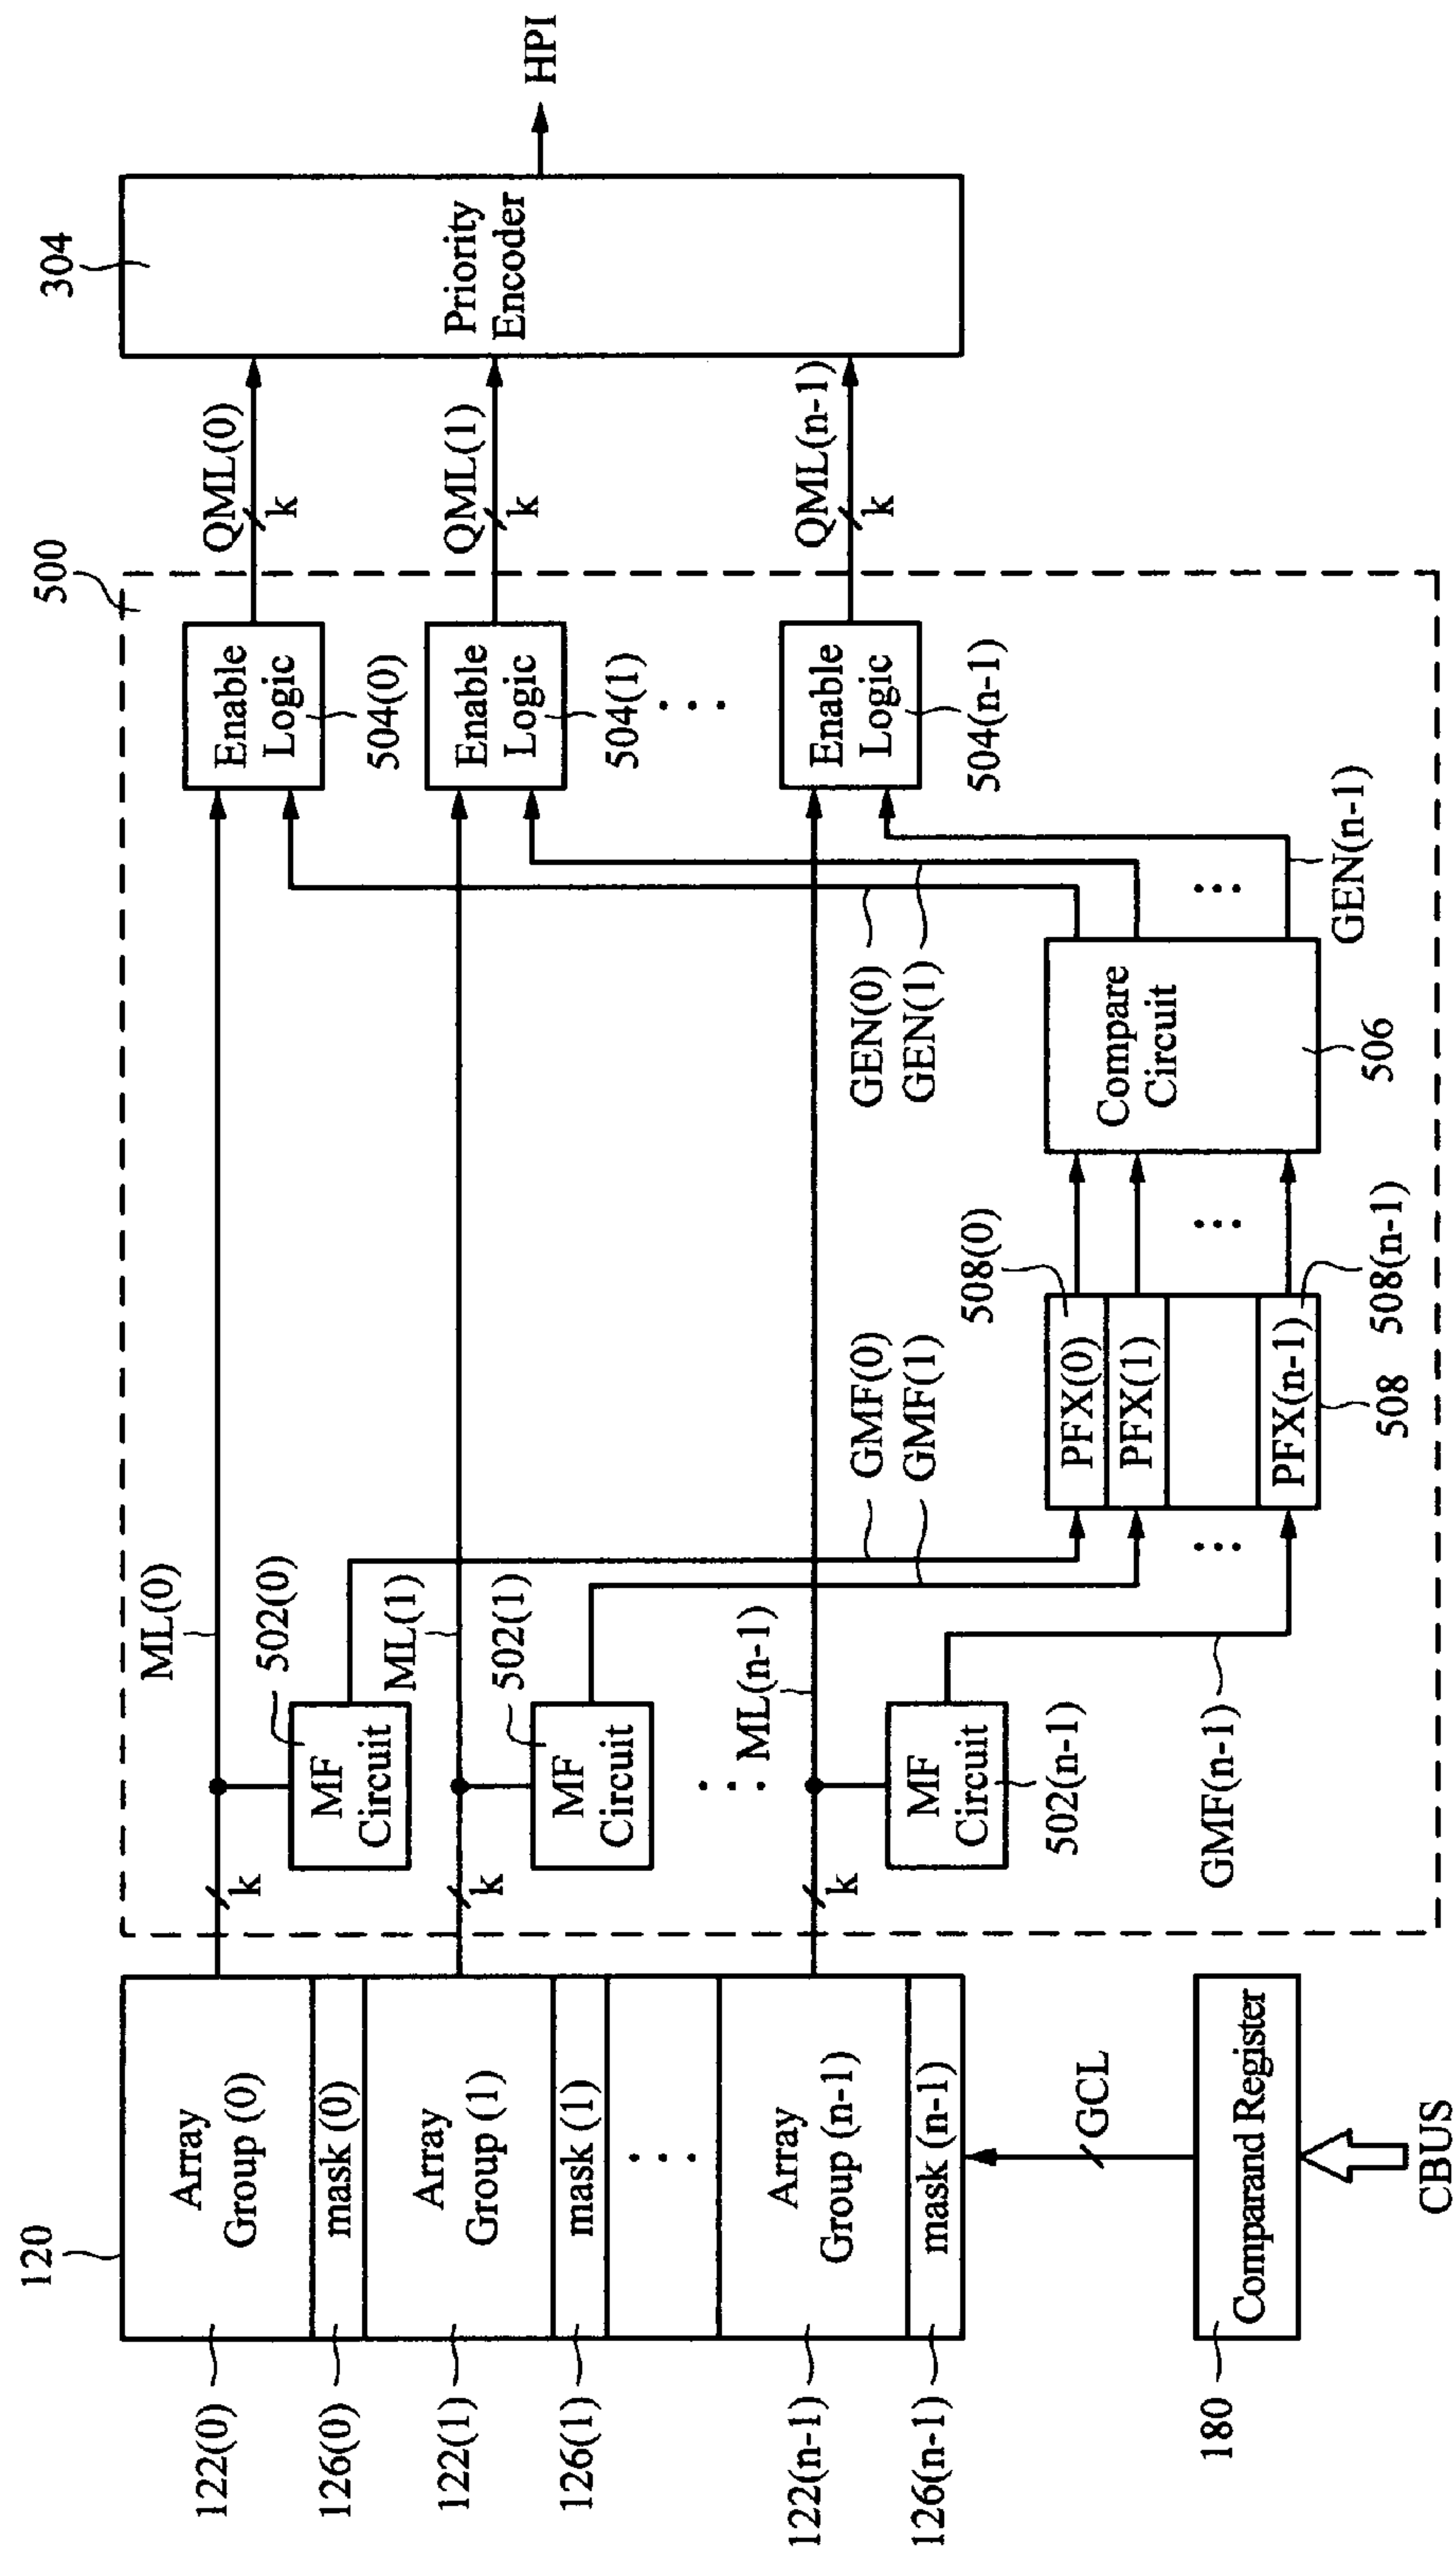 120
122(0)
Array
Group (0)
126(0)
mask (0)
122(1)
Array
Group (1)
126(1)
mask (1)
122(n-1)
Array
Group (n-1)
126(n-1)
mask (n-1)
GCL
180
Comparand Register
CBUS
500
k
ML(0)
502(0)
MF
Circuit
k
ML(1)
502(1)
MF
Circuit
k
ML(n-1)
502(n-1)
MF
Circuit
GMF(0)
GMF(1)
GMF(n-1)
508(0)
PFX(0)
PFX(1)
PFX(n-1)
508(n-1)
508
Compare
Circuit
506
GEN(0)
GEN(1)
GEN(n-1)
Enable
Logic
504(0)
Enable
Logic
504(1)
Enable
Logic
504(n-1)
QML(0)
k
QML(1)
k
QML(n-1)
k
304
Priority
Encoder
HPI